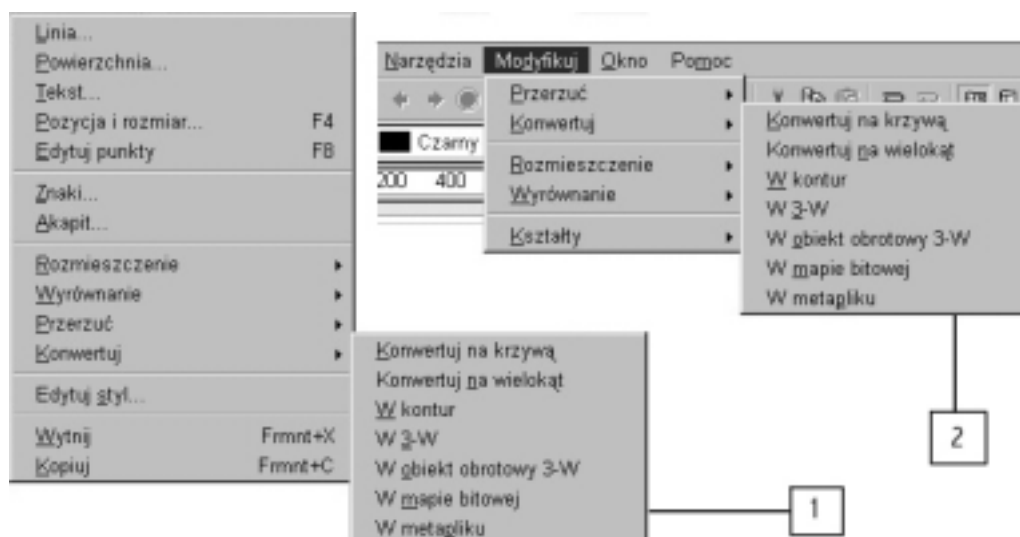 Linia...
Powierzchnia...
Tekst...
Pozycja i rozmiar... F4
Edytuj punkty F8
Znaki...
Akapit...
Rozmieszczenie
Wyrównanie
Przerzuć
Konwertuj
Edytuj styl...
Wytnij Frmnt+X
Kopiuj Frmnt+C
Konwertuj na krzywą
Konwertuj na wielokąt
W kontur
W 3-W
W obiekt obrotowy 3-W
W mapie bitowej
W metapliku
1
Narzędzia Modyfikuj Okno Pomoc
Czarny
200 400
Przerzuć
Konwertuj
Rozmieszczenie
Wyrównanie
Kształty
Konwertuj na krzywą
Konwertuj na wielokąt
W kontur
W 3-W
W obiekt obrotowy 3-W
W mapie bitowej
W metapliku
2